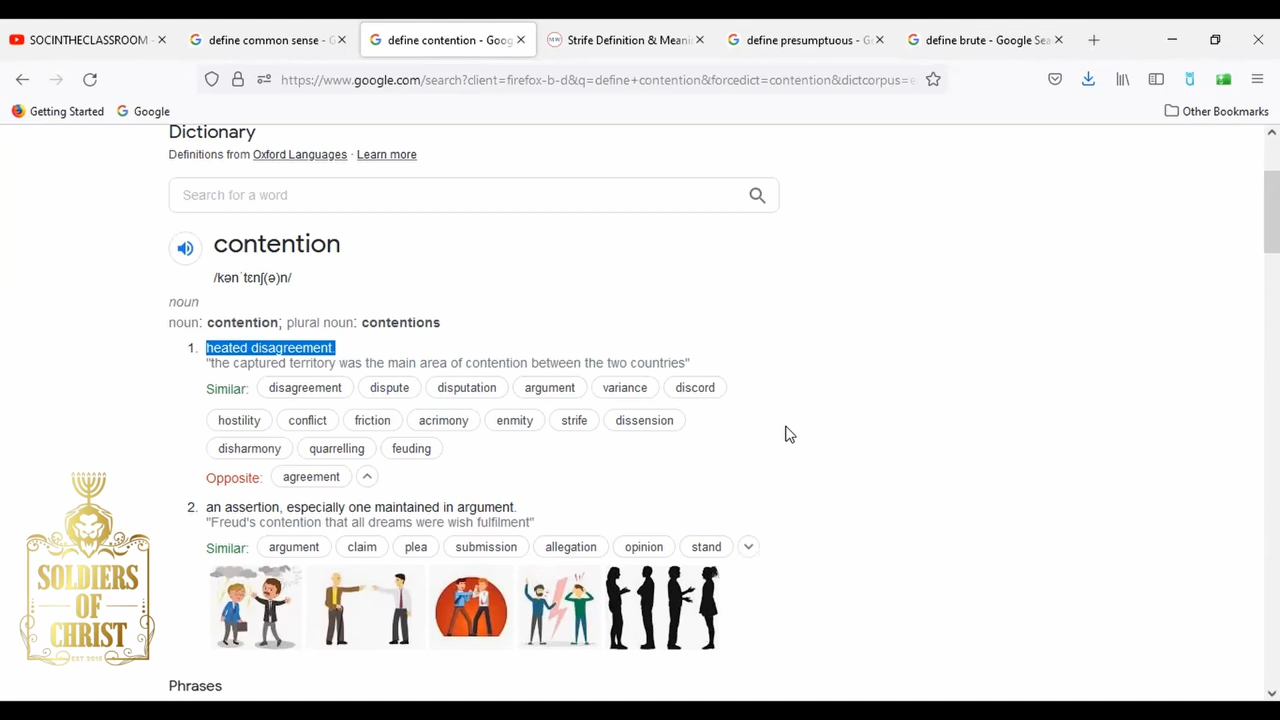 SOCINTHECLASSROOM -
define common sense - G
define contention - Goog
Strife Definition & Meani
define presumptuous - G
define brute - Google Sea
https://www.google.com/search?client=firefox-b-d&q=define+contention&forcedict=contention&dictcorpus=e
Getting Started
Google
Other Bookmarks
Dictionary
Definitions from Oxford Languages · Learn more
Search for a word
contention
/kənˈtɛnʃ(ə)n/
noun
noun: contention; plural noun: contentions
1. heated disagreement.
"the captured territory was the main area of contention between the two countries"
Similar: disagreement dispute disputation argument variance discord
hostility conflict friction acrimony enmity strife dissension
disharmony quarrelling feuding
Opposite: agreement
2. an assertion, especially one maintained in argument.
"Freud's contention that all dreams were wish fulfilment"
Similar: argument claim plea submission allegation opinion stand
Phrases
SOLDIERS
OF
CHRIST